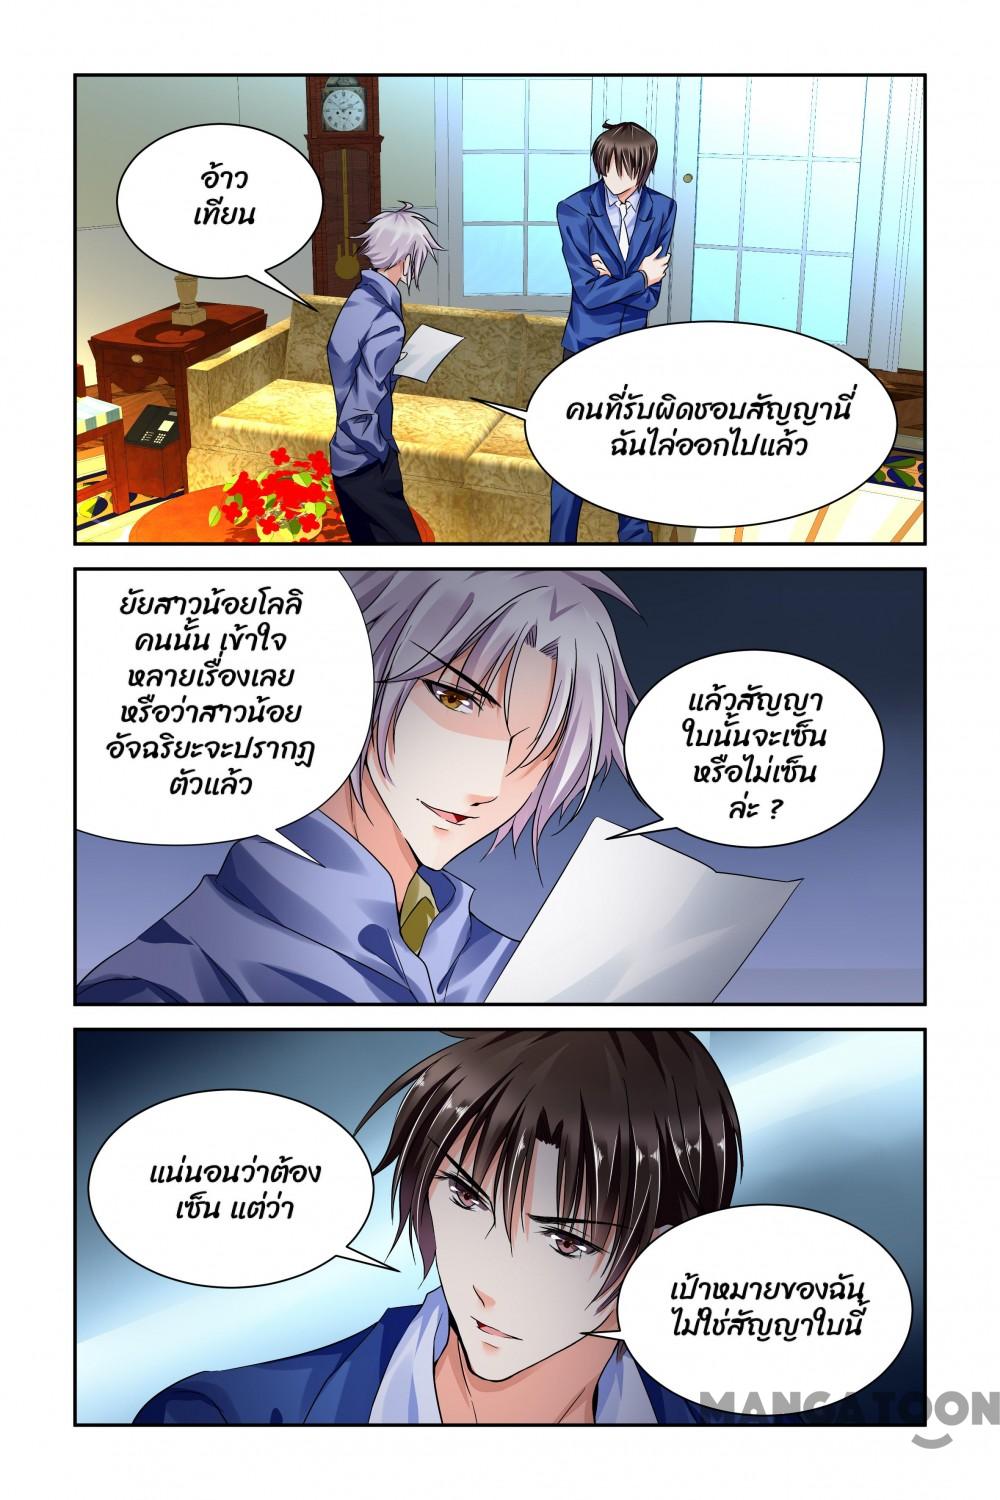 อ้าว
เทียน
คนที่รับผิดชอบสัญญานี่
ฉันไล่ออกไปแล้ว
ยัยสาวน้อยโลลิ
คนนั้น เข้าใจ
หลายเรื่องเลย
หรือว่าสาวน้อย
อัจฉริยะจะปรากฏ
ตัวแล้ว
แล้วสัญญา
ใบนั้นจะเซ็น
หรือไม่เซ็น
ล่ะ ?
แน่นอนว่าต้อง
เซ็น แต่ว่า
เป้าหมายของฉัน
ไม่ใช่สัญญาใบนี้
MANGATOON